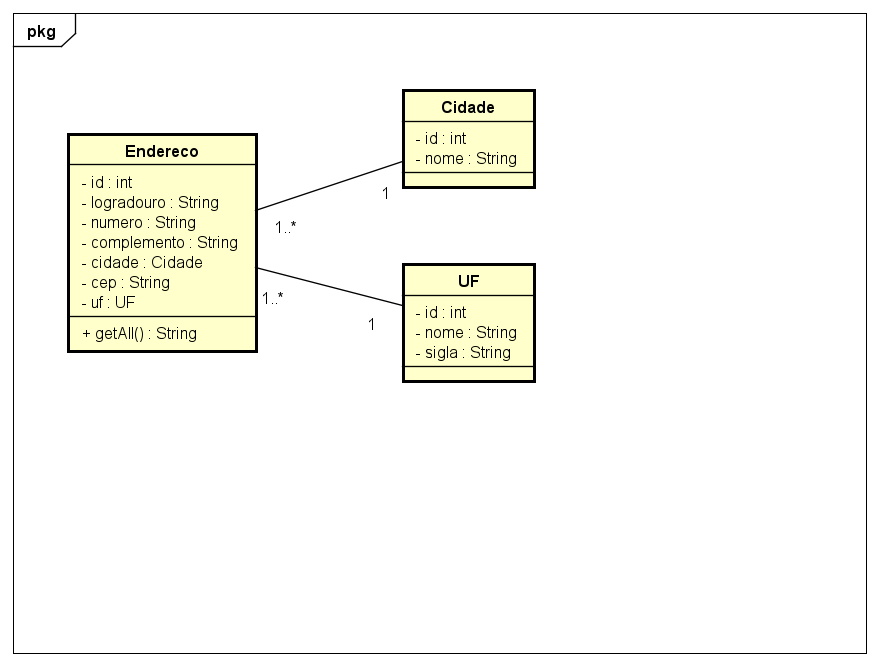 pkg
Endereco
- id : int
- logradouro : String
- numero : String
- complemento : String
- cidade : Cidade
- cep : String
- uf : UF
+ getAll() : String
1..*
1
Cidade
- id : int
- nome : String
1..*
1
UF
- id : int
- nome : String
- sigla : String